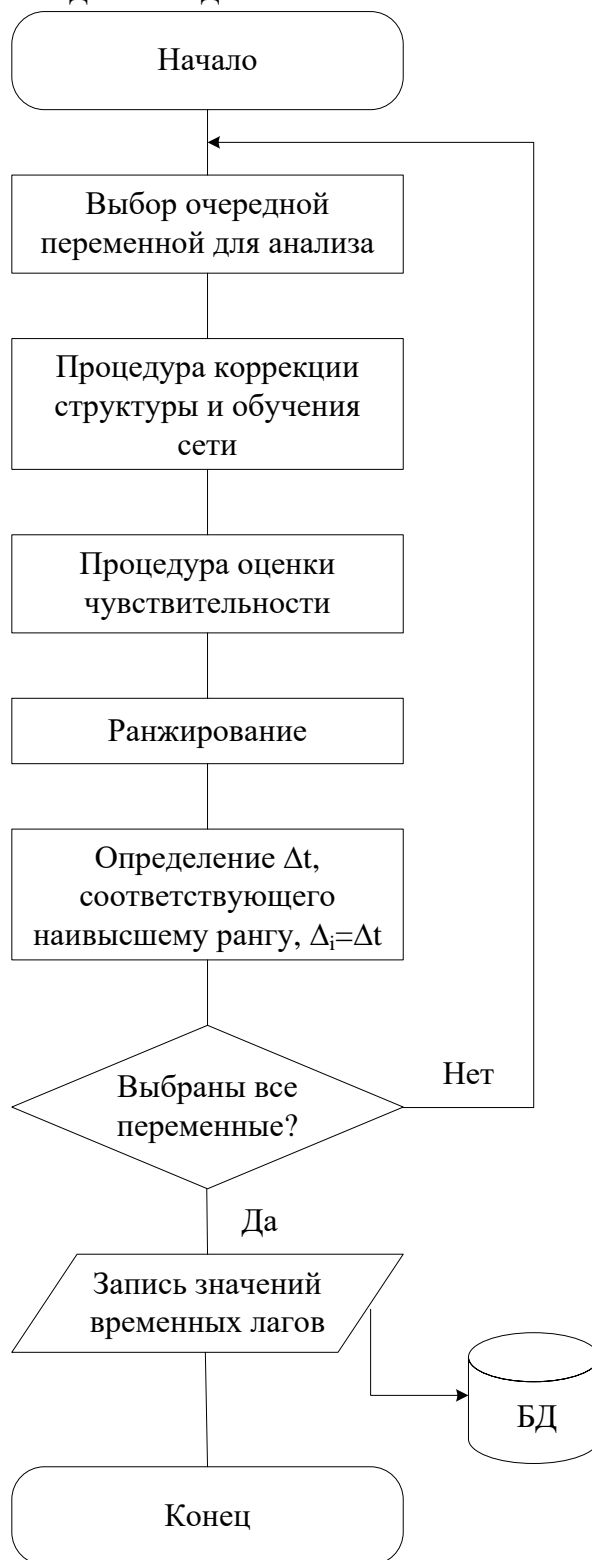 Начало
Выбор очередной
переменной для анализа
Процедура коррекции
структуры и обучения
сети
Процедура оценки
чувствительности
Ранжирование
Определение Δt,
соответствующего
наивысшему рангу, Δi=Δt
Выбраны все
переменные?
Нет
Да
Запись значений
временных лагов
БД
Конец